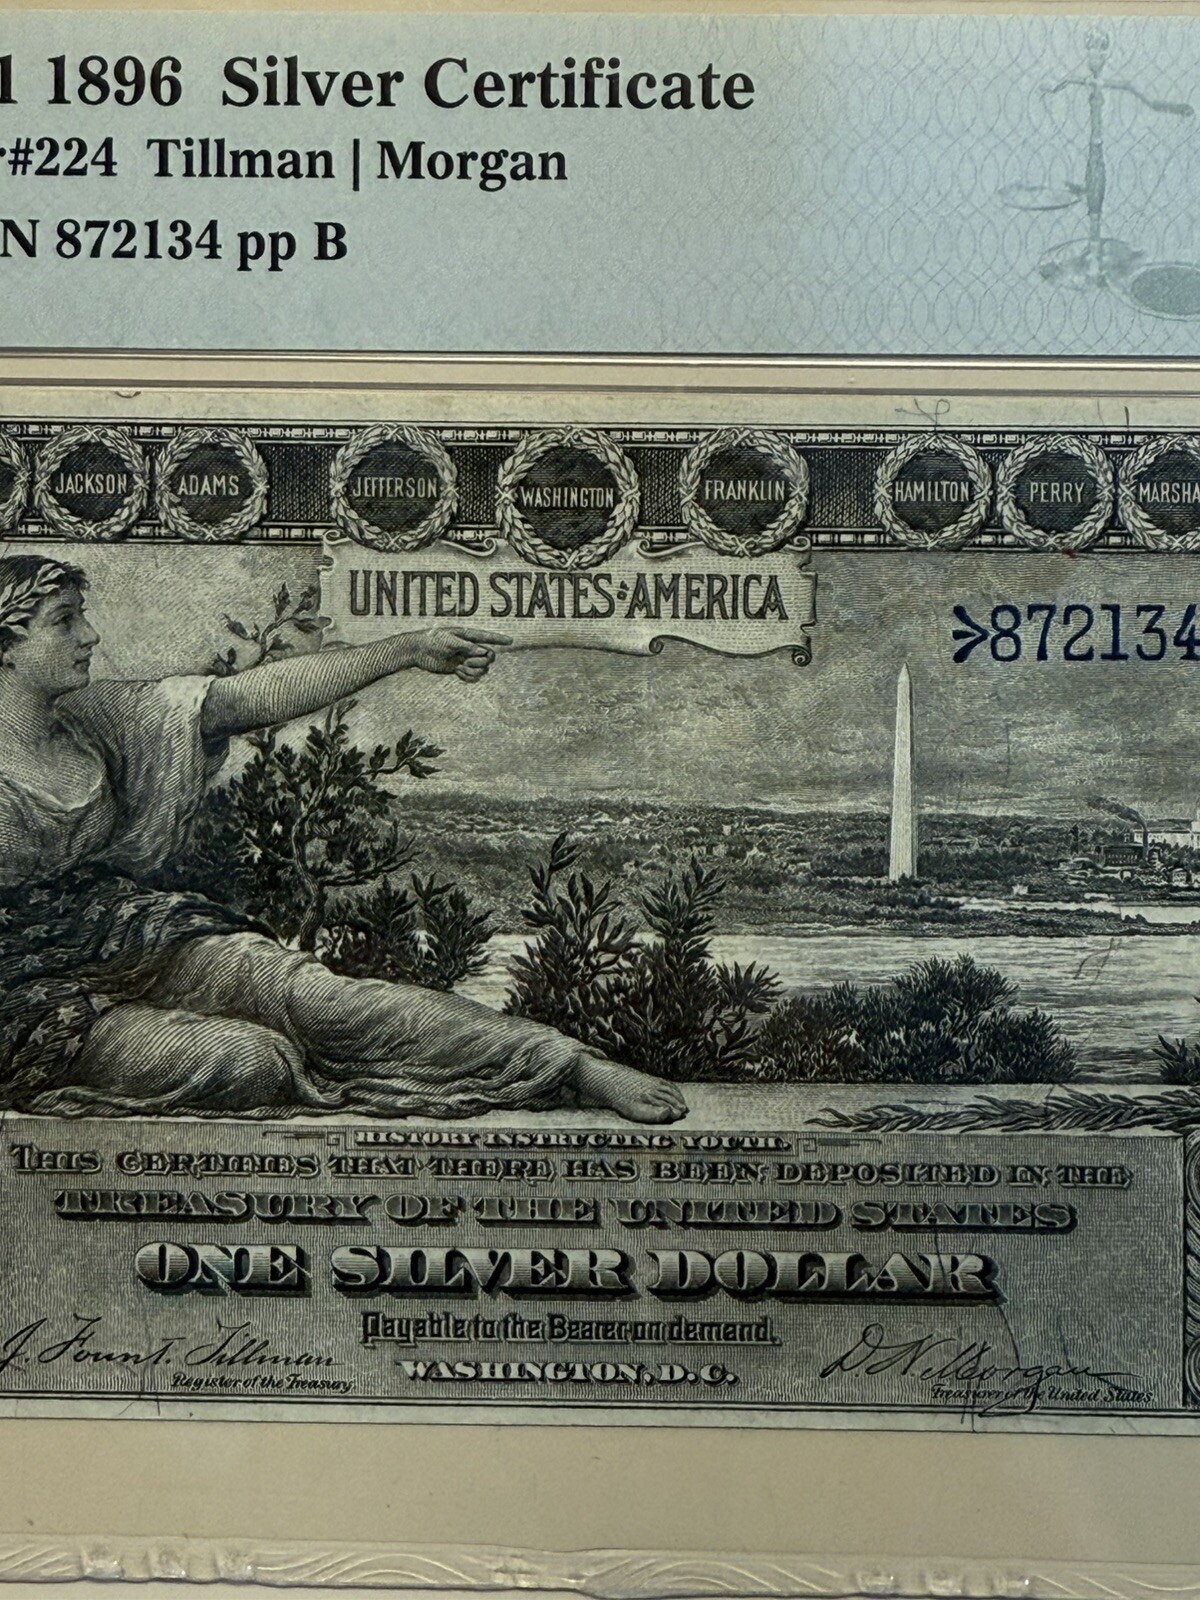 1 1896 Silver Certificate
r#224 Tillman | Morgan
N 872134 pp B
JACKSON ADAMS JEFFERSON WASHINGTON FRANKLIN HAMILTON PERRY MARSHA
UNITED STATES OF AMERICA
872134
HISTORY INSTRUCTING YOUTH.
THIS CERTIFIES THAT THERE HAS BEEN DEPOSITED IN THE
TREASURY OF THE UNITED STATES
ONE SILVER DOLLAR
Payable to the Bearer on demand.
J. Fount. Tillman
Register of the Treasury.
WASHINGTON, D.C.
D. N. Morgan
Treasurer of the United States